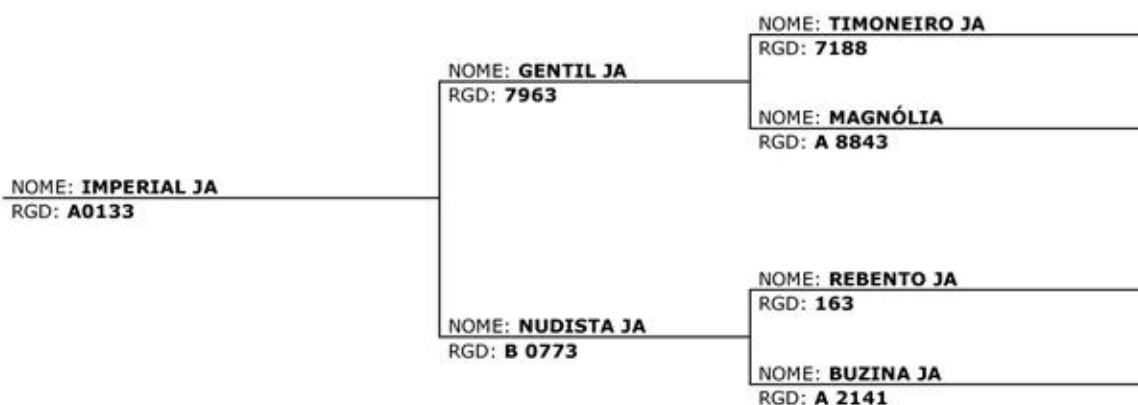 NOME: TIMONEIRO JA
RGD: 7188
NOME: GENTIL JA
RGD: 7963
NOME: MAGNÓLIA
RGD: A 8843
NOME: IMPERIAL JA
RGD: A0133
NOME: REBENTO JA
RGD: 163
NOME: NUDISTA JA
RGD: B 0773
NOME: BUZINA JA
RGD: A 2141